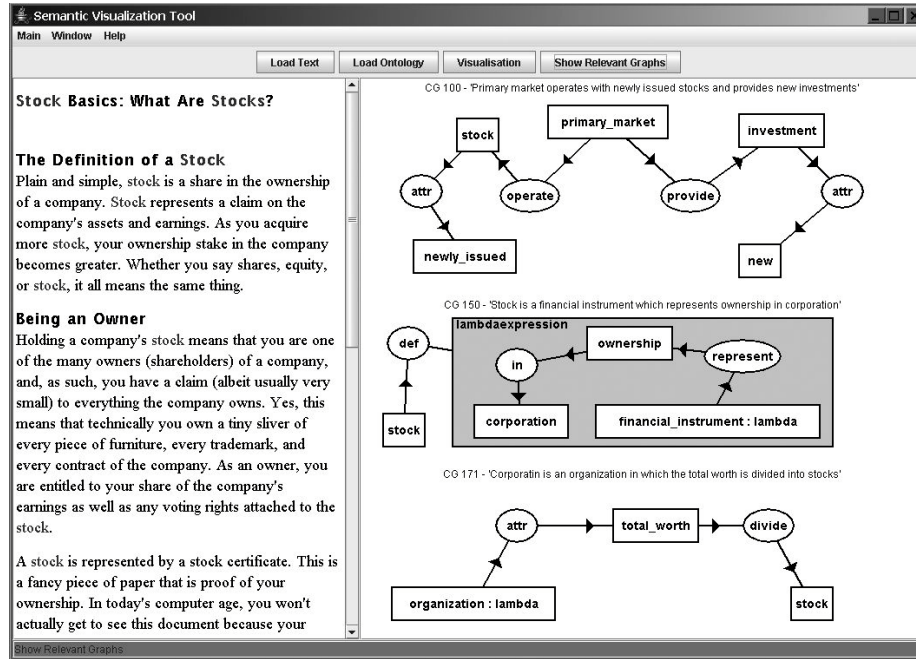 Semantic Visualization Tool
Main Window Help
Load Text Load Ontology Visualisation Show Relevant Graphs
Stock Basics: What Are Stocks?
The Definition of a Stock
Plain and simple, stock is a share in the ownership
of a company. Stock represents a claim on the
company's assets and earnings. As you acquire
more stock, your ownership stake in the company
becomes greater. Whether you say shares, equity,
or stock, it all means the same thing.
Being an Owner
Holding a company's stock means that you are one
of the many owners (shareholders) of a company,
and, as such, you have a claim (albeit usually very
small) to everything the company owns. Yes, this
means that technically you own a tiny sliver of
every piece of furniture, every trademark, and
every contract of the company. As an owner, you
are entitled to your share of the company's
earnings as well as any voting rights attached to the
stock.
A stock is represented by a stock certificate. This is
a fancy piece of paper that is proof of your
ownership. In today's computer age, you won't
actually get to see this document because your
CG 100 - 'Primary market operates with newly issued stocks and provides new investments'
stock
primary_market
investment
attr
operate
provide
attr
newly_issued
new
CG 150 - 'Stock is a financial instrument which represents ownership in corporation'
lambdaexpression
def
ownership
represent
in
corporation
financial_instrument : lambda
stock
CG 171 - 'Corporatin is an organization in which the total worth is divided into stocks'
attr
total_worth
divide
organization : lambda
stock
Show Relevant Graphs